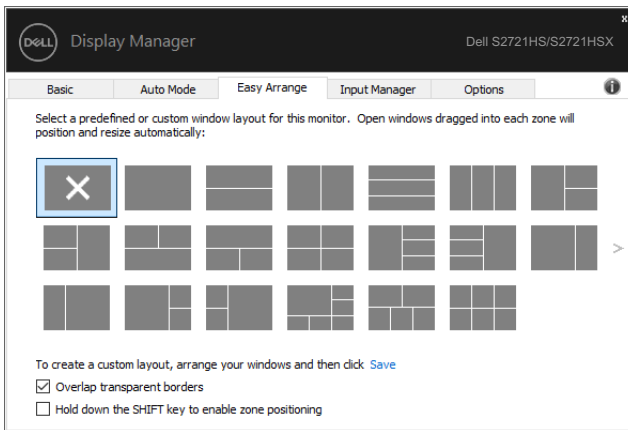 x
DELL
Display Manager
Dell S2721HS/S2721HSX
Basic
Auto Mode
Easy Arrange
Input Manager
Options
i
Select a predefined or custom window layout for this monitor. Open windows dragged into each zone will
position and resize automatically:
>
To create a custom layout, arrange your windows and then click Save
Overlap transparent borders
Hold down the SHIFT key to enable zone positioning